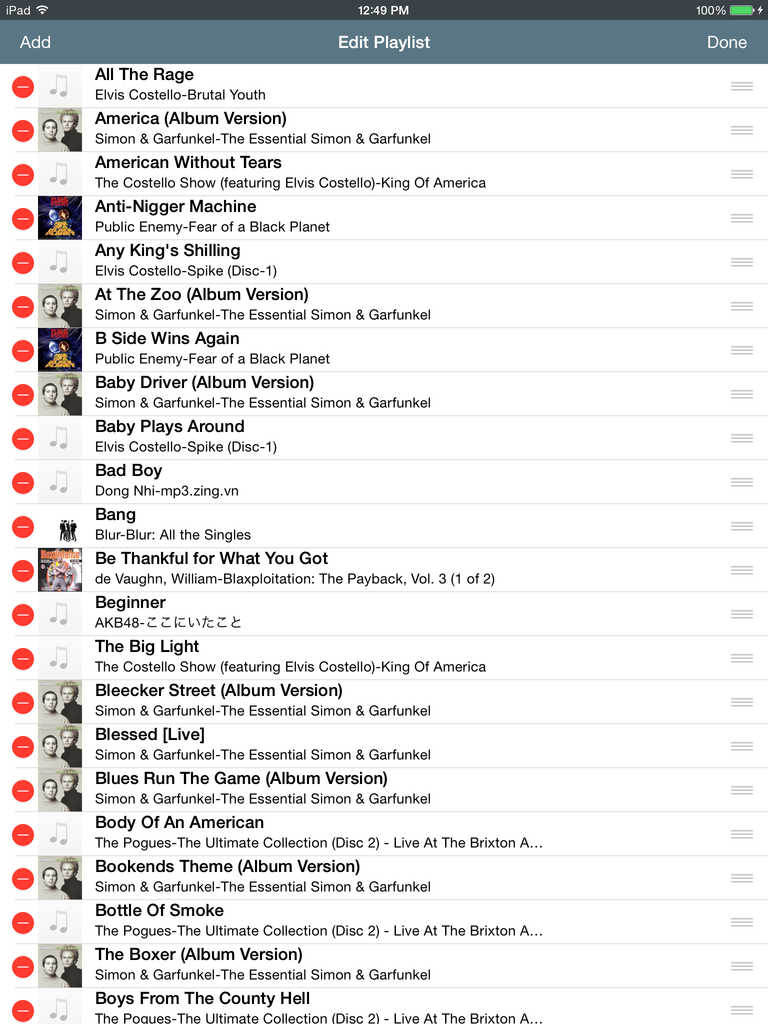 iPad 12:49 PM 100%
Add Edit Playlist Done
All The Rage
Elvis Costello-Brutal Youth
America (Album Version)
Simon & Garfunkel-The Essential Simon & Garfunkel
American Without Tears
The Costello Show (featuring Elvis Costello)-King Of America
Anti-Nigger Machine
Public Enemy-Fear of a Black Planet
Any King's Shilling
Elvis Costello-Spike (Disc-1)
At The Zoo (Album Version)
Simon & Garfunkel-The Essential Simon & Garfunkel
B Side Wins Again
Public Enemy-Fear of a Black Planet
Baby Driver (Album Version)
Simon & Garfunkel-The Essential Simon & Garfunkel
Baby Plays Around
Elvis Costello-Spike (Disc-1)
Bad Boy
Dong Nhi-mp3.zing.vn
Bang
Blur-Blur: All the Singles
Be Thankful for What You Got
de Vaughn, William-Blaxploitation: The Payback, Vol. 3 (1 of 2)
Beginner
AKB48-ここにいたこと
The Big Light
The Costello Show (featuring Elvis Costello)-King Of America
Bleecker Street (Album Version)
Simon & Garfunkel-The Essential Simon & Garfunkel
Blessed [Live]
Simon & Garfunkel-The Essential Simon & Garfunkel
Blues Run The Game (Album Version)
Simon & Garfunkel-The Essential Simon & Garfunkel
Body Of An American
The Pogues-The Ultimate Collection (Disc 2) - Live At The Brixton A…
Bookends Theme (Album Version)
Simon & Garfunkel-The Essential Simon & Garfunkel
Bottle Of Smoke
The Pogues-The Ultimate Collection (Disc 2) - Live At The Brixton A…
The Boxer (Album Version)
Simon & Garfunkel-The Essential Simon & Garfunkel
Boys From The County Hell
The Pogues-The Ultimate Collection (Disc 2) - Live At The Brixton A…